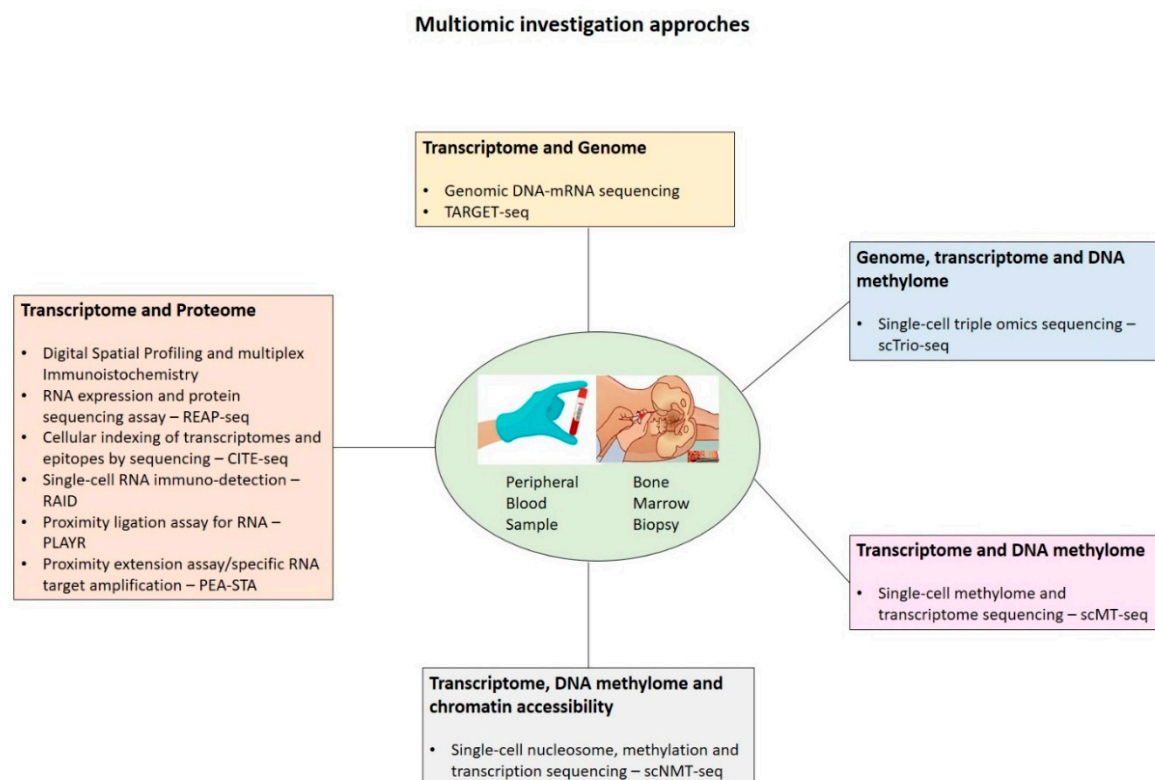 Multiomic investigation approches
Transcriptome and Genome
• Genomic DNA-mRNA sequencing
• TARGET-seq
Genome, transcriptome and DNA
methylome
• Single-cell triple omics sequencing –
scTrio-seq
Transcriptome and Proteome
• Digital Spatial Profiling and multiplex
Immunoistochemistry
• RNA expression and protein
sequencing assay – REAP-seq
• Cellular indexing of transcriptomes and
epitopes by sequencing – CITE-seq
• Single-cell RNA immuno-detection –
RAID
• Proximity ligation assay for RNA –
PLAYR
• Proximity extension assay/specific RNA
target amplification – PEA-STA
Peripheral
Blood
Sample
Bone
Marrow
Biopsy
Transcriptome and DNA methylome
• Single-cell methylome and
transcriptome sequencing – scMT-seq
Transcriptome, DNA methylome and
chromatin accessibility
• Single-cell nucleosome, methylation and
transcription sequencing – scNMT-seq